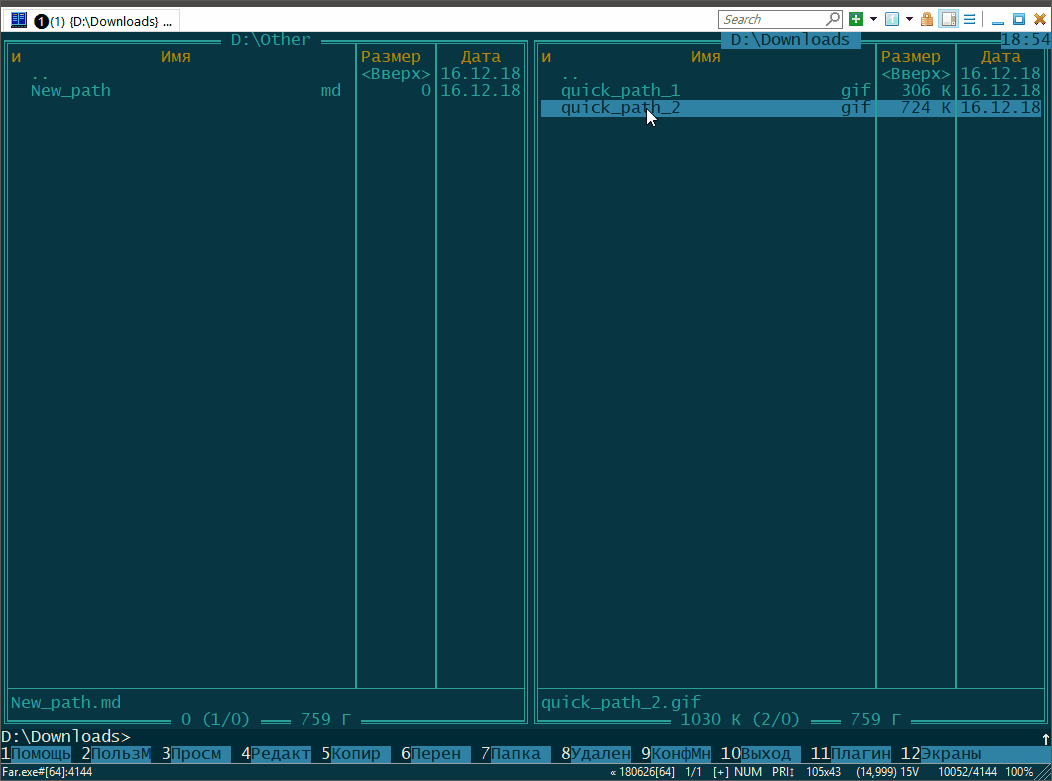 1 (1) {D:\Downloads} ...
Search
D:\Other
и Имя Размер Дата
.. <Вверх> 16.12.18
New_path md 0 16.12.18
New_path.md
0 (1/0) 759 Г
D:\Downloads 18:54
и Имя Размер Дата
.. <Вверх> 16.12.18
quick_path_1 gif 306 К 16.12.18
quick_path_2 gif 724 К 16.12.18
quick_path_2.gif
1030 К (2/0) 759 Г
D:\Downloads>
1Помощь 2ПользМ 3Просм 4Редакт 5Копир 6Перен 7Папка 8Удален 9КонфМн 10Выход 11Плагин 12Экраны
Far.exe#[64]:4144 « 180626[64] 1/1 [+] NUM PRI↕ 105x43 (14,999) 15V 10052/4144 100%